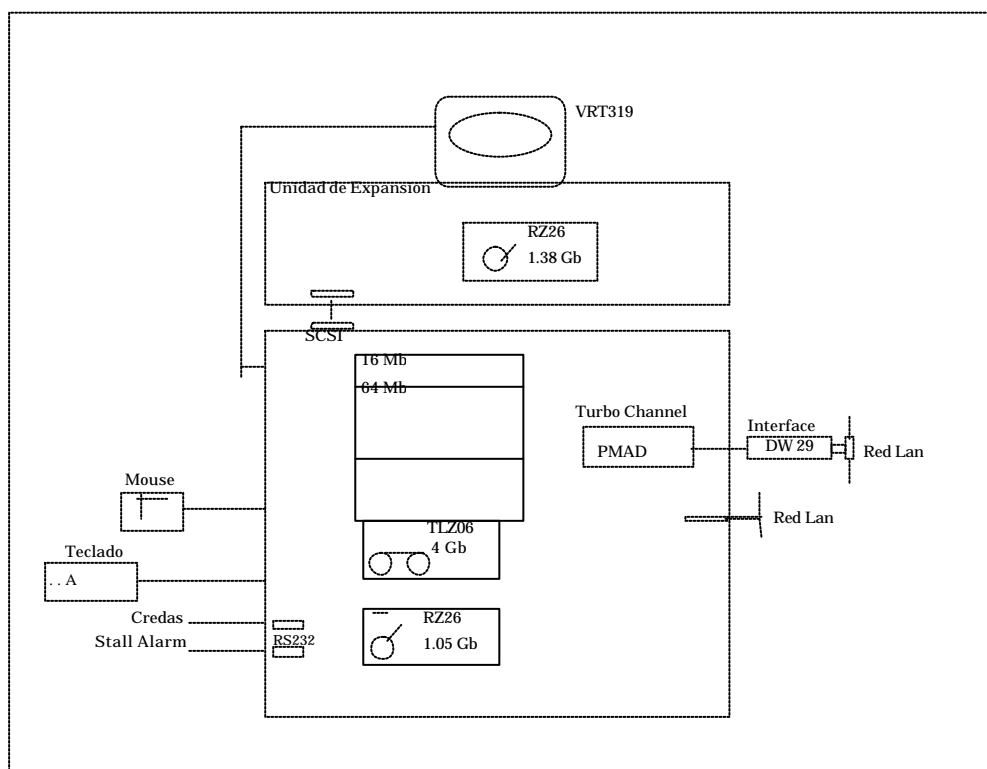 VRT319
Unidad de Expansión
RZ26
1.38 Gb
SCSI
16 Mb
64 Mb
Turbo Channel
PMAD
Interface
DW 29
Red Lan
Mouse
Red Lan
TLZ06
4 Gb
Teclado
. . A
Credas
Stall Alarm
RS232
RZ26
1.05 Gb